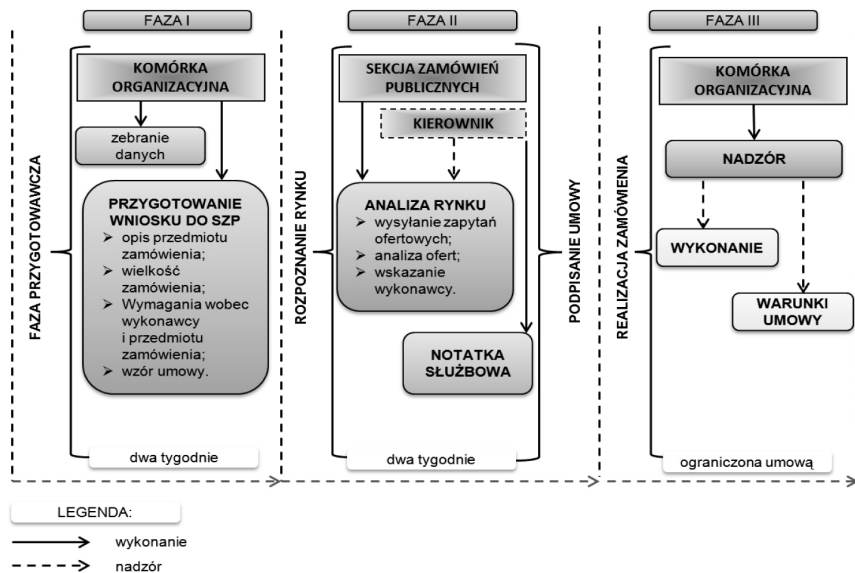 FAZA I
FAZA PRZYGOTOWAWCZA
KOMÓRKA
ORGANIZACYJNA
zebranie
danych
PRZYGOTOWANIE
WNIOSKU DO SZP
➢ opis przedmiotu
zamówienia;
➢ wielkość
zamówienia;
➢ Wymagania wobec
wykonawcy
i przedmiotu
zamówienia;
➢ wzór umowy.
dwa tygodnie
FAZA II
ROZPOZNANIE RYNKU
SEKCJA ZAMÓWIEŃ
PUBLICZNYCH
KIEROWNIK
ANALIZA RYNKU
➢ wysyłanie zapytań
ofertowych;
➢ analiza ofert;
➢ wskazanie
wykonawcy.
NOTATKA
SŁUŻBOWA
PODPISANIE UMOWY
dwa tygodnie
FAZA III
REALIZACJA ZAMÓWIENIA
KOMÓRKA
ORGANIZACYJNA
NADZÓR
WYKONANIE
WARUNKI
UMOWY
ograniczona umową
LEGENDA:
wykonanie
nadzór